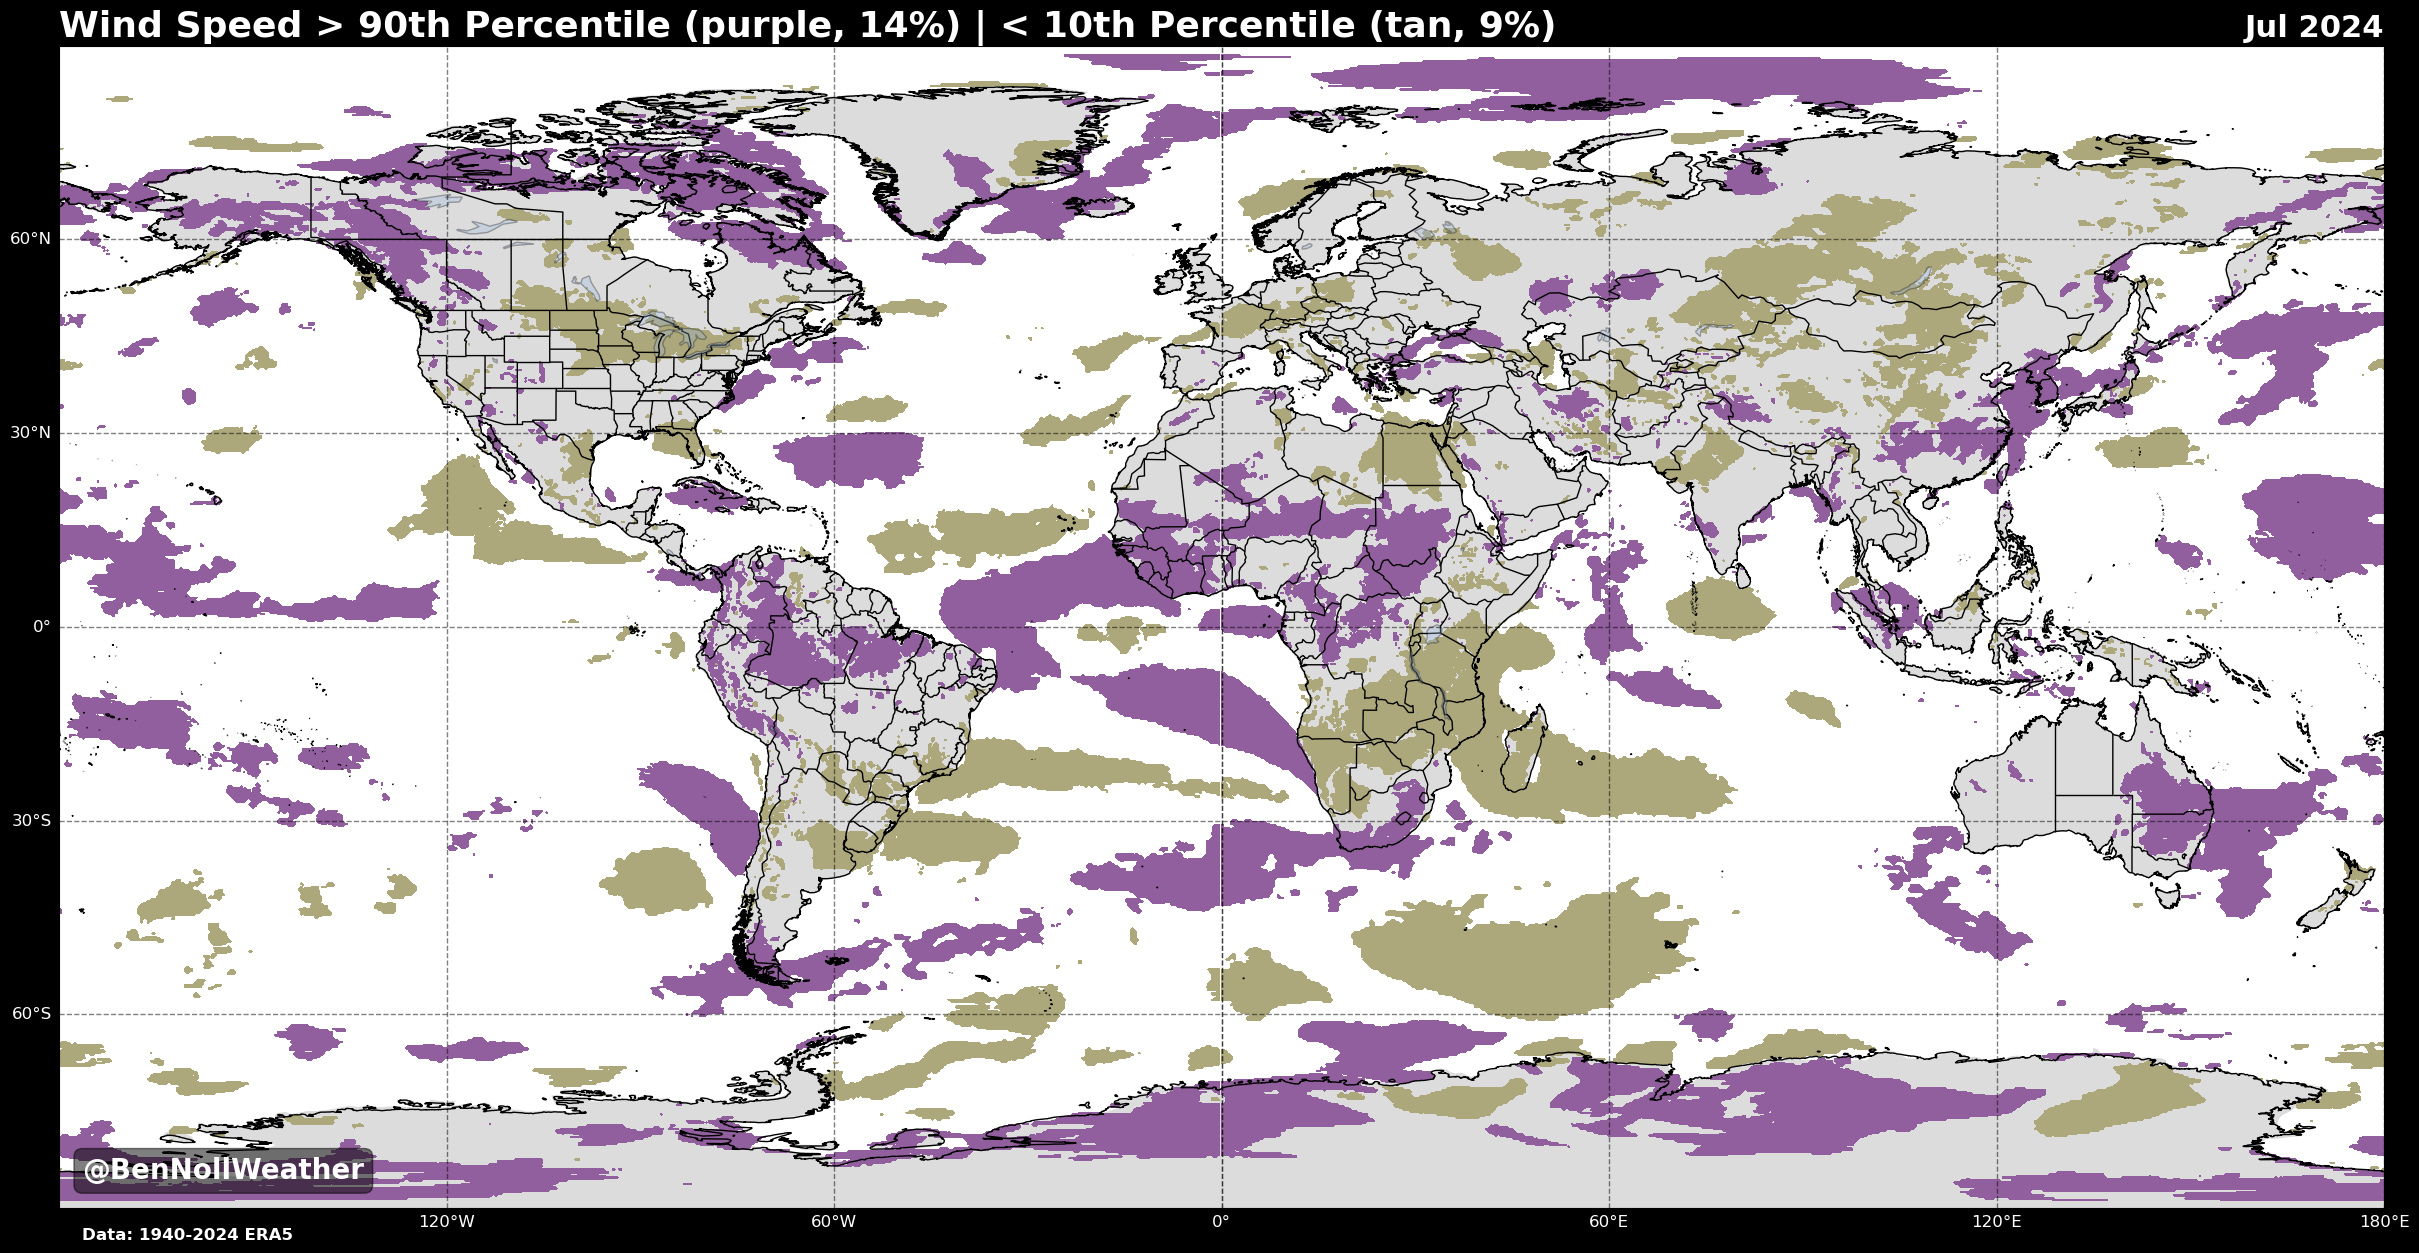 Wind Speed > 90th Percentile (purple, 14%) | < 10th Percentile (tan, 9%)
Jul 2024
60°N
30°N
0°
30°S
60°S
@BenNollWeather
120°W
60°W
0°
60°E
120°E
180°E
Data: 1940-2024 ERA5